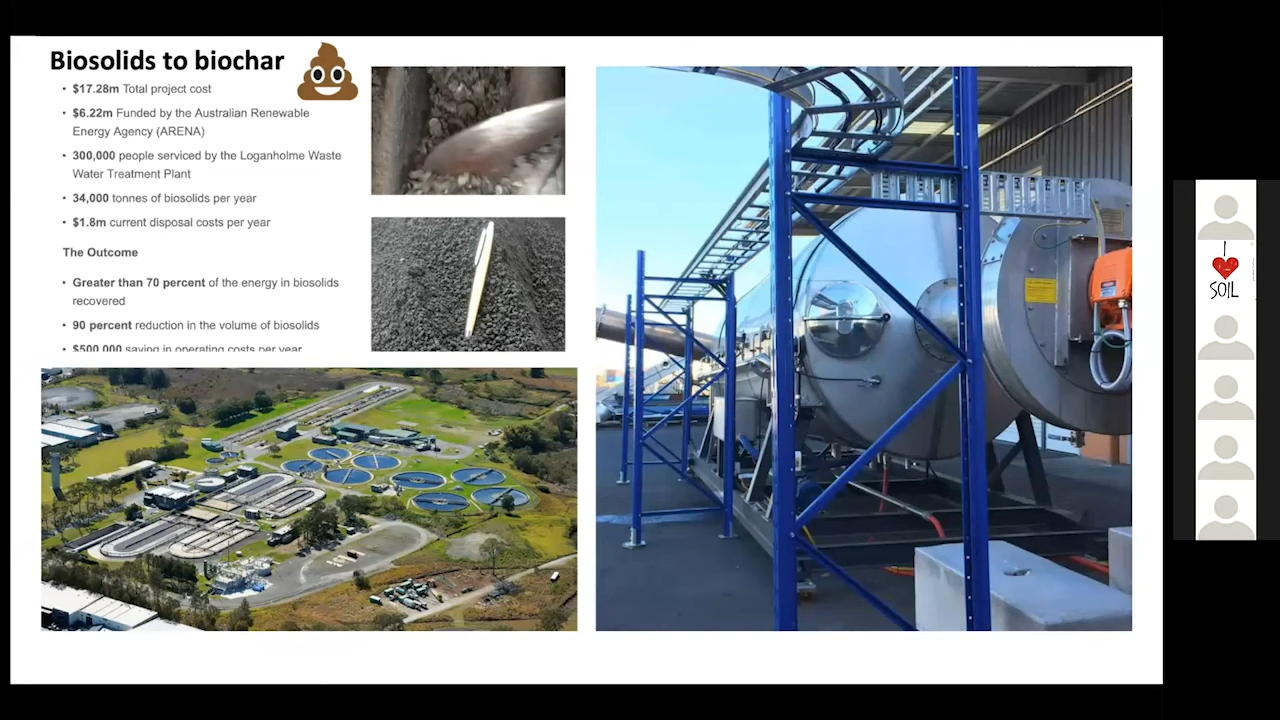 Biosolids to biochar
• $17.28m Total project cost
• $6.22m Funded by the Australian Renewable
Energy Agency (ARENA)
• 300,000 people serviced by the Loganholme Waste
Water Treatment Plant
• 34,000 tonnes of biosolids per year
• $1.8m current disposal costs per year
The Outcome
• Greater than 70 percent of the energy in biosolids
recovered
• 90 percent reduction in the volume of biosolids
• $500,000 saving in operating costs per year
I
SOIL